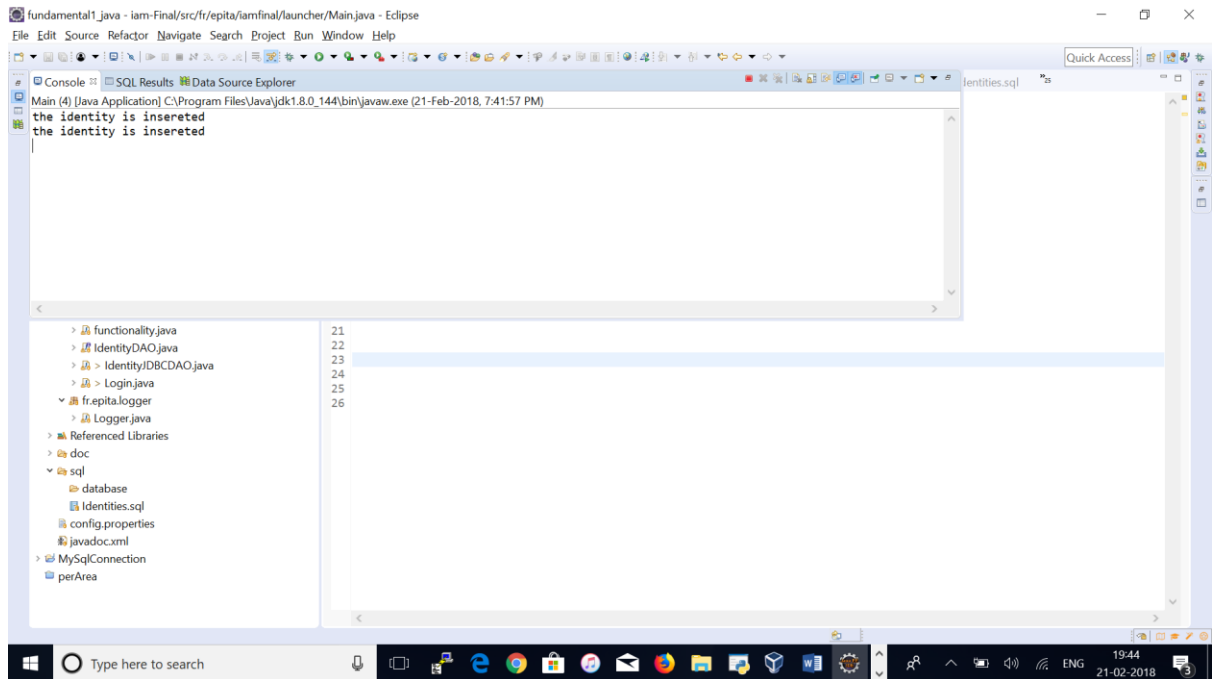 fundamental1_java - iam-Final/src/fr/epita/iamfinal/launcher/Main.java - Eclipse
File Edit Source Refactor Navigate Search Project Run Window Help
Quick Access
Console SQL Results Data Source Explorer
Identities.sql
25
Main (4) [Java Application] C:\Program Files\Java\jdk1.8.0_144\bin\javaw.exe (21-Feb-2018, 7:41:57 PM)
the identity is insereted
the identity is insereted
functionality.java
IdentityDAO.java
> IdentityJDBCDAO.java
> Login.java
fr.epita.logger
Logger.java
Referenced Libraries
doc
sql
database
Identities.sql
config.properties
javadoc.xml
MySqlConnection
perArea
21
22
23
24
25
26
Type here to search
ENG
19:44
21-02-2018
3